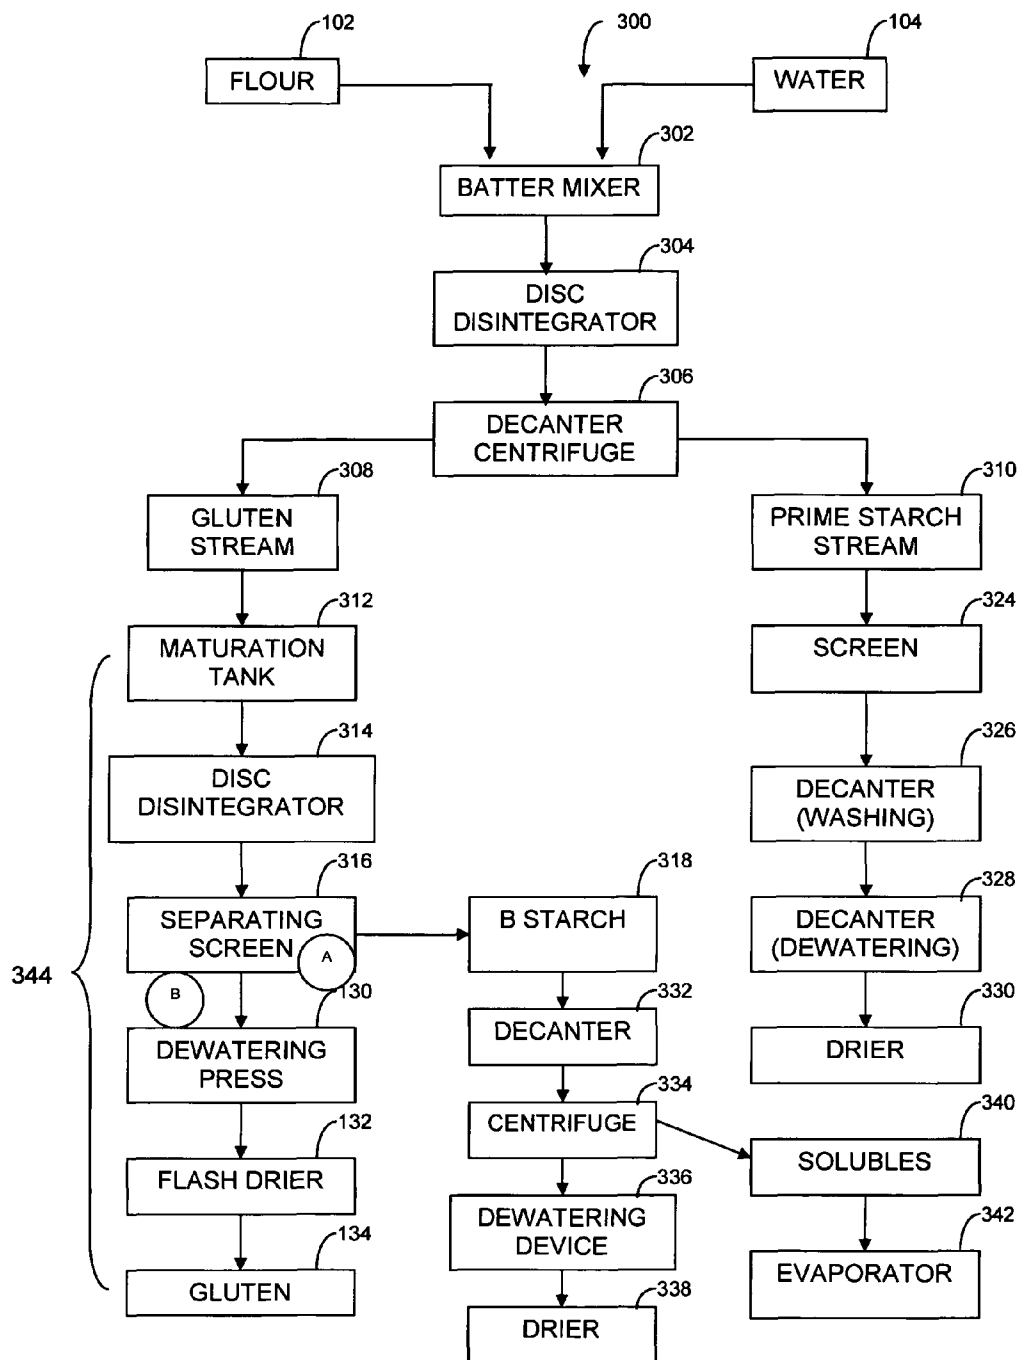 102
300
104
FLOUR
WATER
302
BATTER MIXER
304
DISC
DISINTEGRATOR
306
DECANTER
CENTRIFUGE
308
GLUTEN
STREAM
310
PRIME STARCH
STREAM
312
MATURATION
TANK
324
SCREEN
314
DISC
DISINTEGRATOR
326
DECANTER
(WASHING)
316
SEPARATING
SCREEN
A
B
318
B STARCH
328
DECANTER
(DEWATERING)
344
130
DEWATERING
PRESS
332
DECANTER
330
DRIER
334
CENTRIFUGE
340
SOLUBLES
132
FLASH DRIER
336
DEWATERING
DEVICE
342
EVAPORATOR
134
GLUTEN
338
DRIER